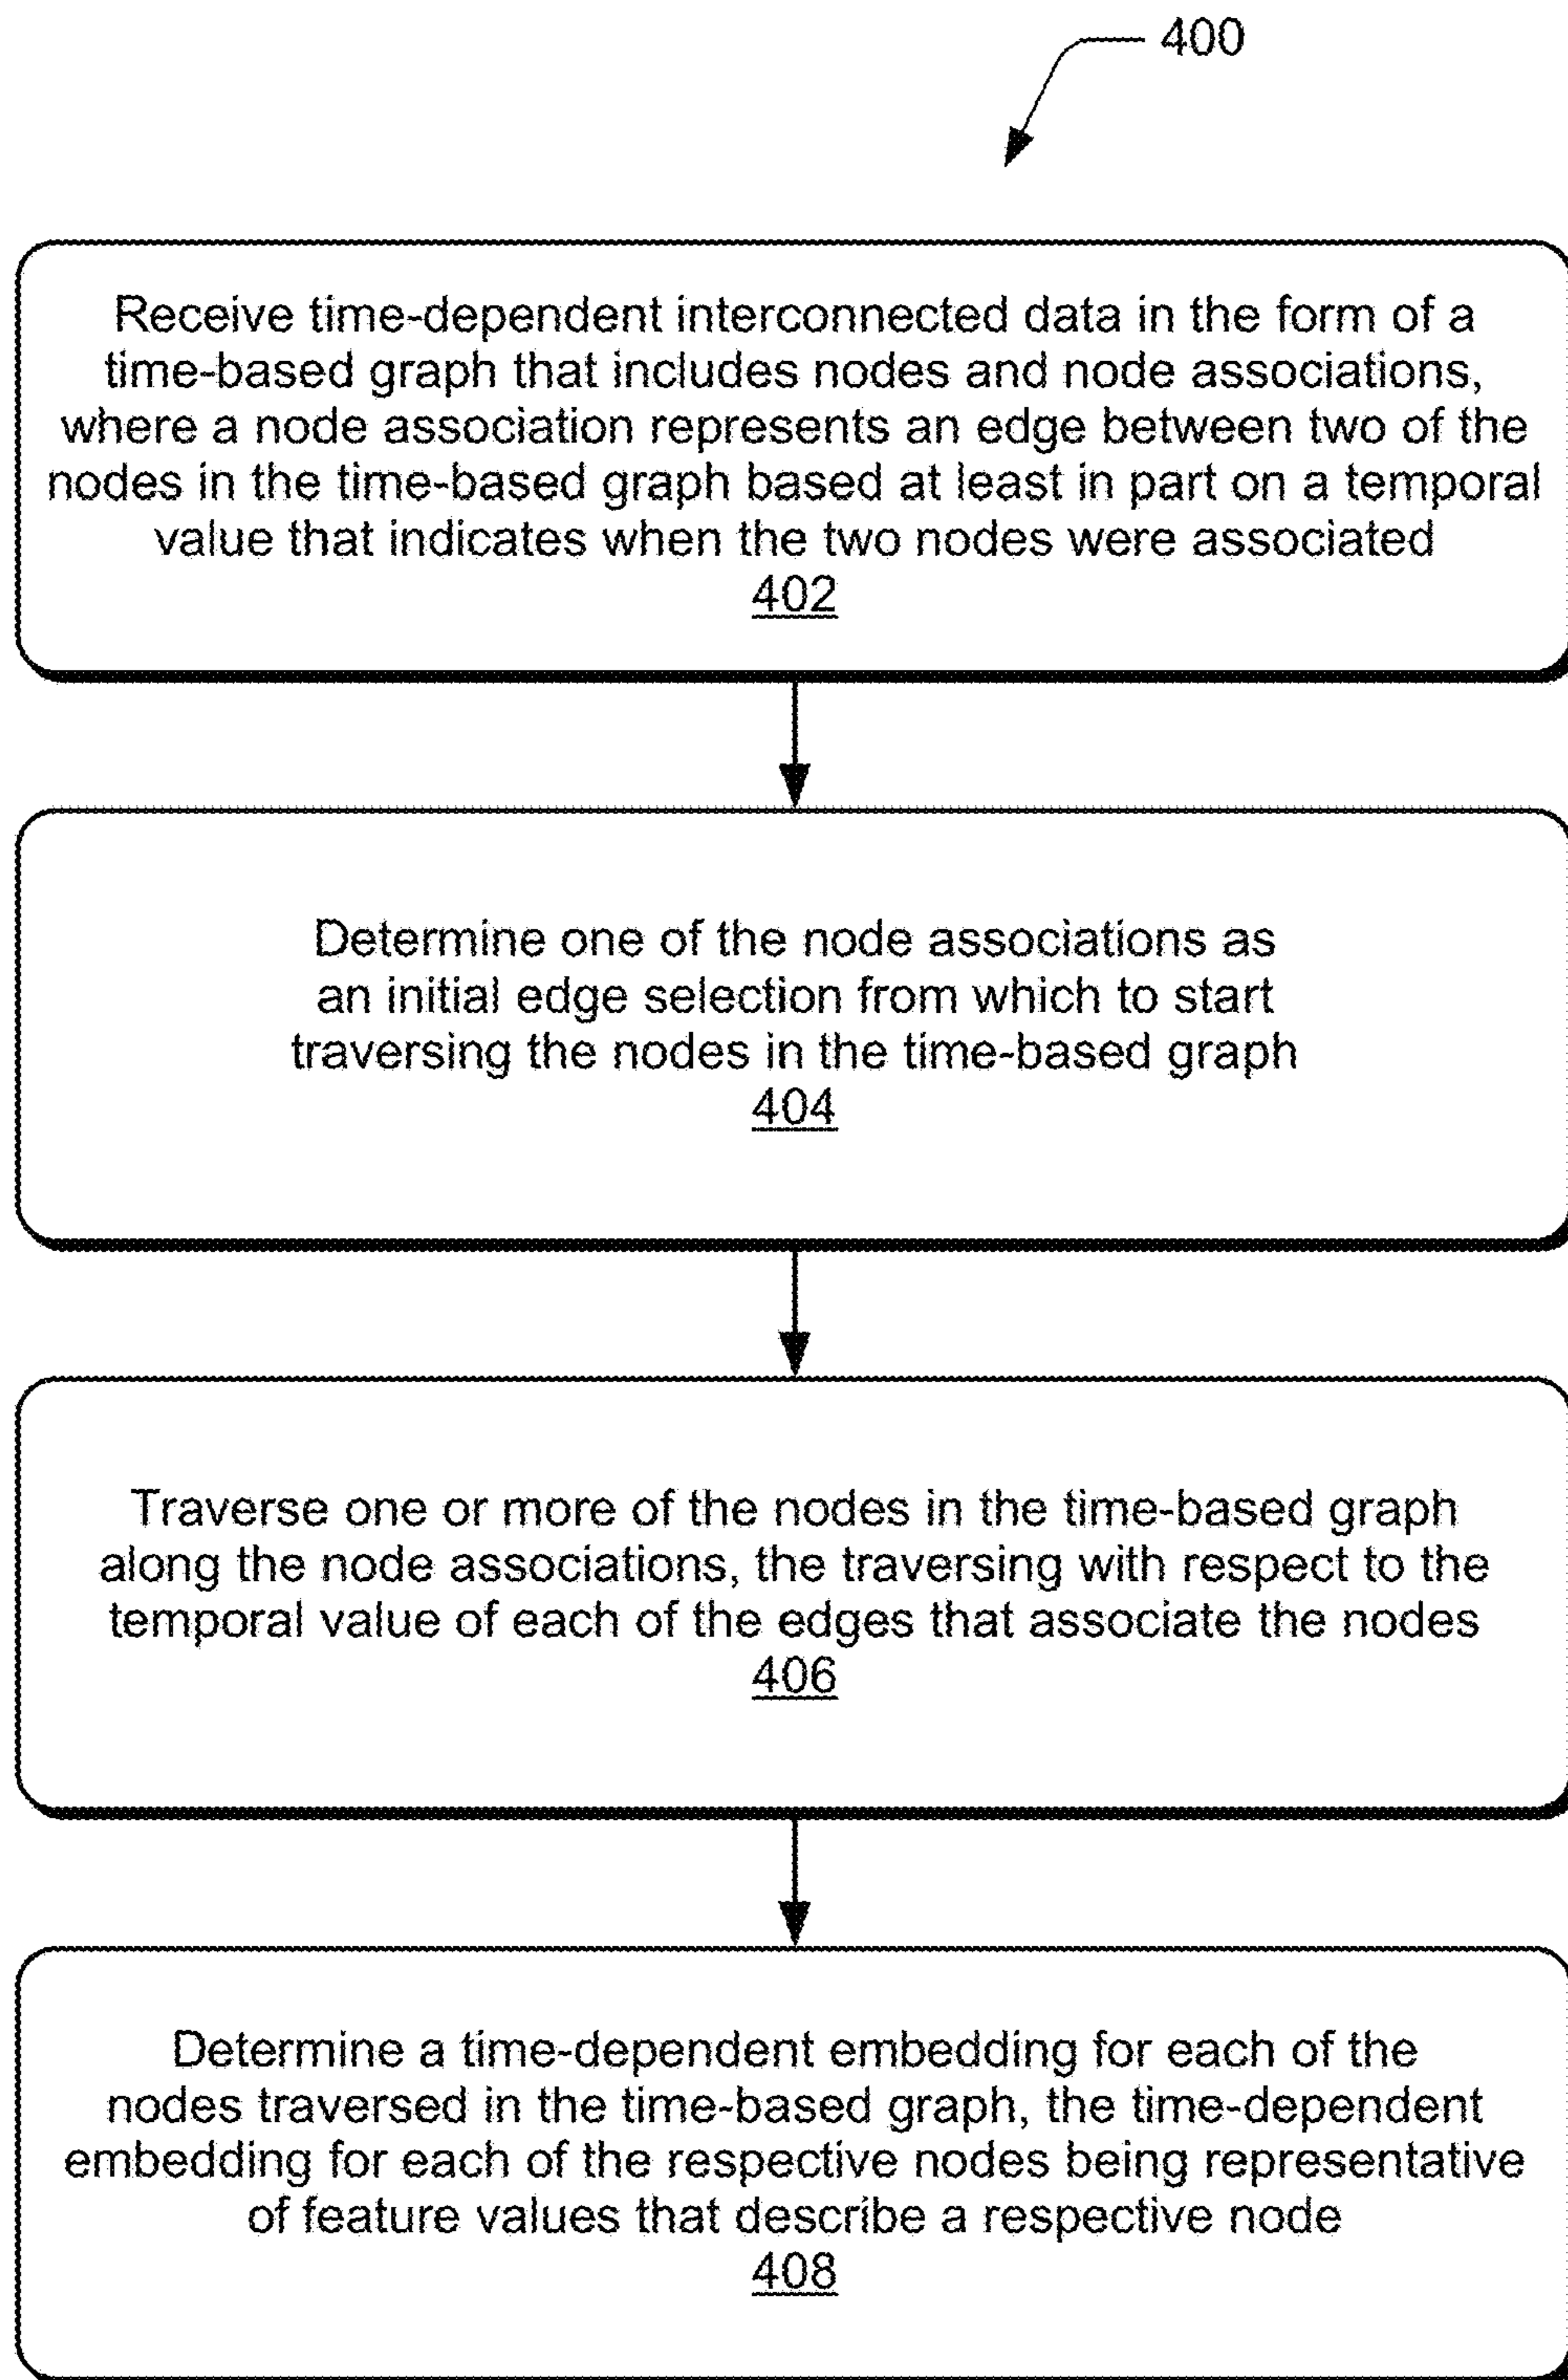 400
Receive time-dependent interconnected data in the form of a
time-based graph that includes nodes and node associations,
where a node association represents an edge between two of the
nodes in the time-based graph based at least in part on a temporal
value that indicates when the two nodes were associated
402
Determine one of the node associations as
an initial edge selection from which to start
traversing the nodes in the time-based graph
404
Traverse one or more of the nodes in the time-based graph
along the node associations, the traversing with respect to the
temporal value of each of the edges that associate the nodes
406
Determine a time-dependent embedding for each of the
nodes traversed in the time-based graph, the time-dependent
embedding for each of the respective nodes being representative
of feature values that describe a respective node
408